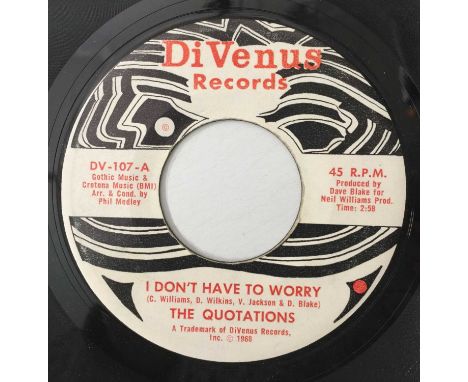 DiVenus
Records
DV-107-A
Gothic Music &
Crotona Music (BMI)
Arr. & Cond. by
Phil Medley
45 R.P.M.
Produced by
Dave Blake for
Neil Williams Prod.
Time: 2:58
I DON'T HAVE TO WORRY
(C. Williams, D. Wilkins, V. Jackson & D. Blake)
THE QUOTATIONS
A Trademark of DiVenus Records,
Inc. © 1968